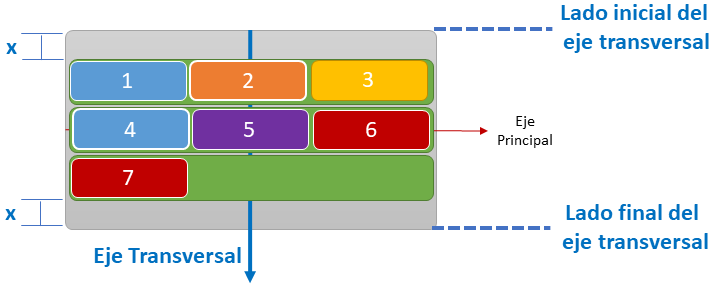 Lado inicial del
eje transversal
x
1 2 3
4 5 6
Eje
Principal
7
x
Lado final del
eje transversal
Eje Transversal